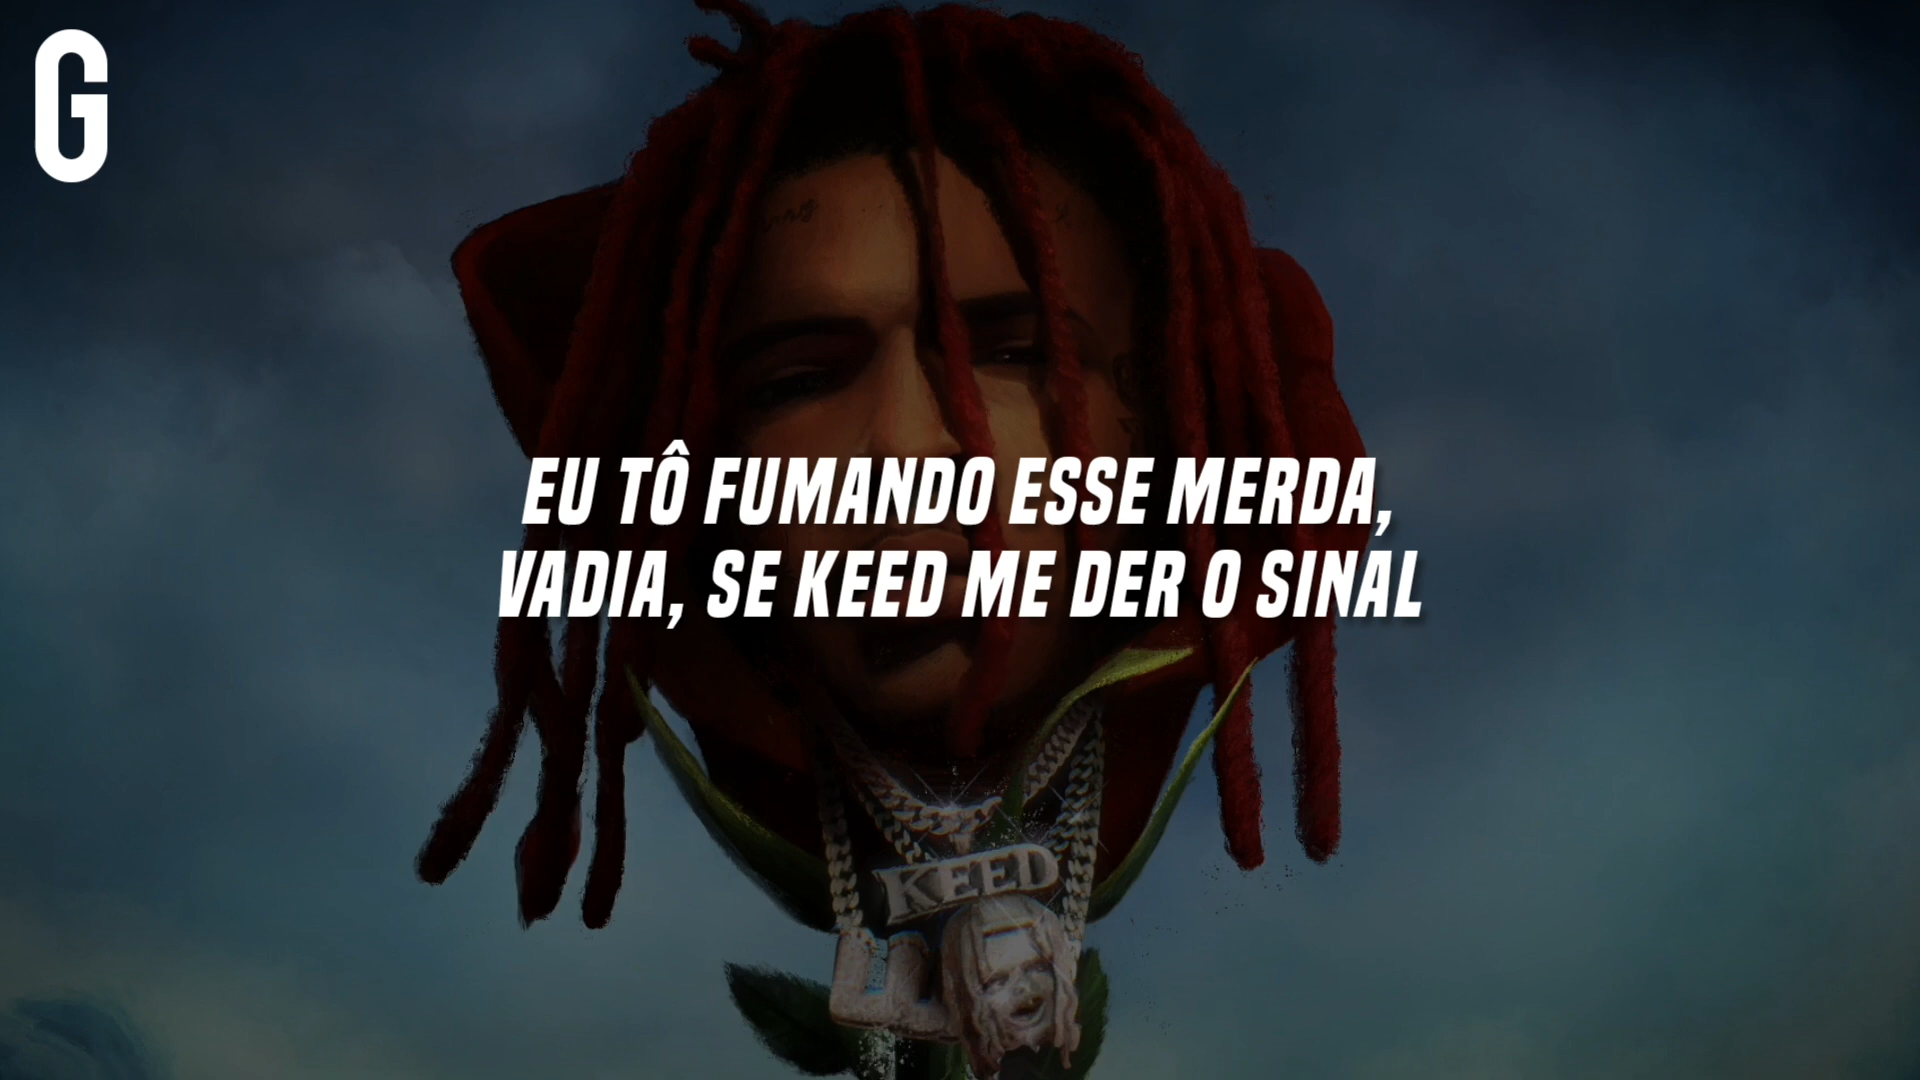 G
EU TÔ FUMANDO ESSE MERDA,
VADIA, SE KEED ME DER O SINAL
KEED